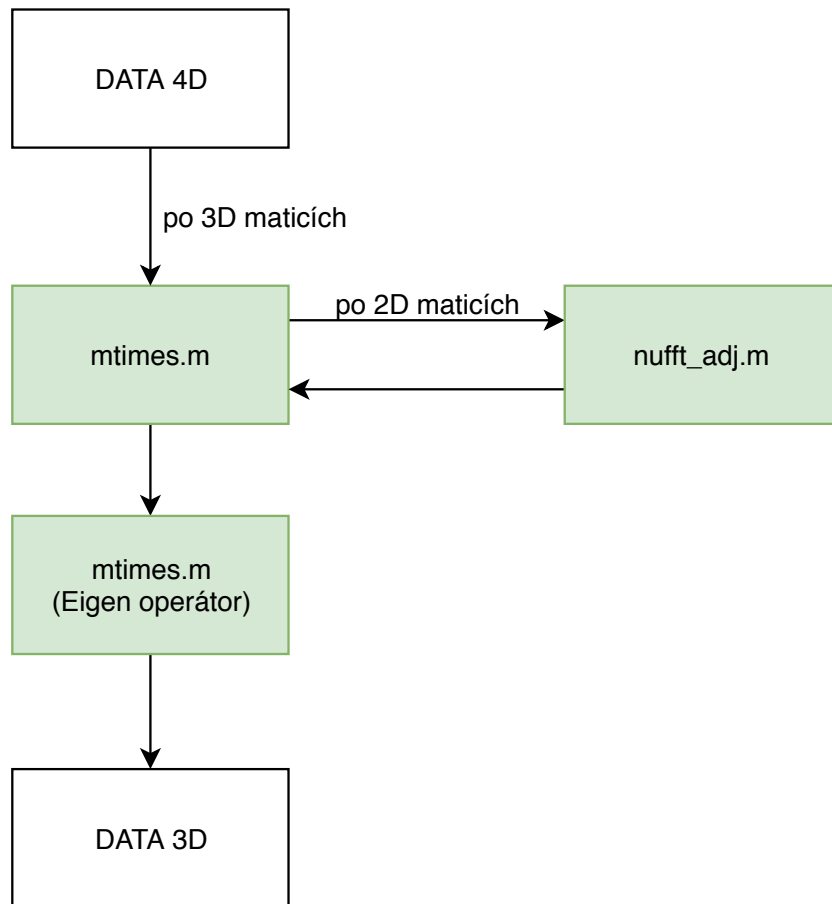 DATA 4D
po 3D maticích
mtimes.m
po 2D maticích
nufft_adj.m
mtimes.m
(Eigen operátor)
DATA 3D